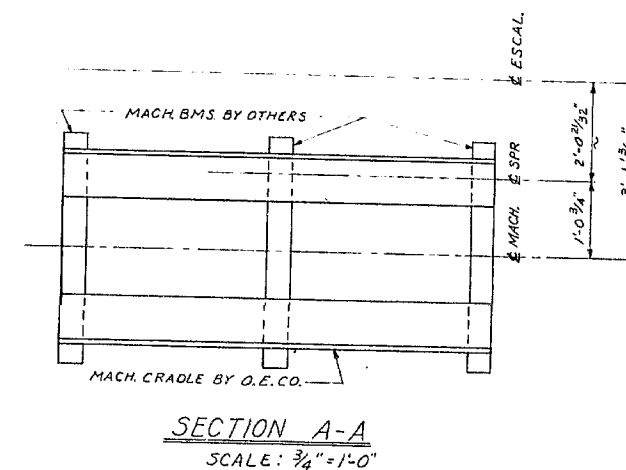 ℄ ESCAL.
MACH. BMS. BY OTHERS
2'-0 21/32"
~
℄ SPR
1'-0 3/4"
℄ MACH.
MACH. CRADLE BY O.E.CO.
SECTION A-A
SCALE: 3/4" = 1'-0"